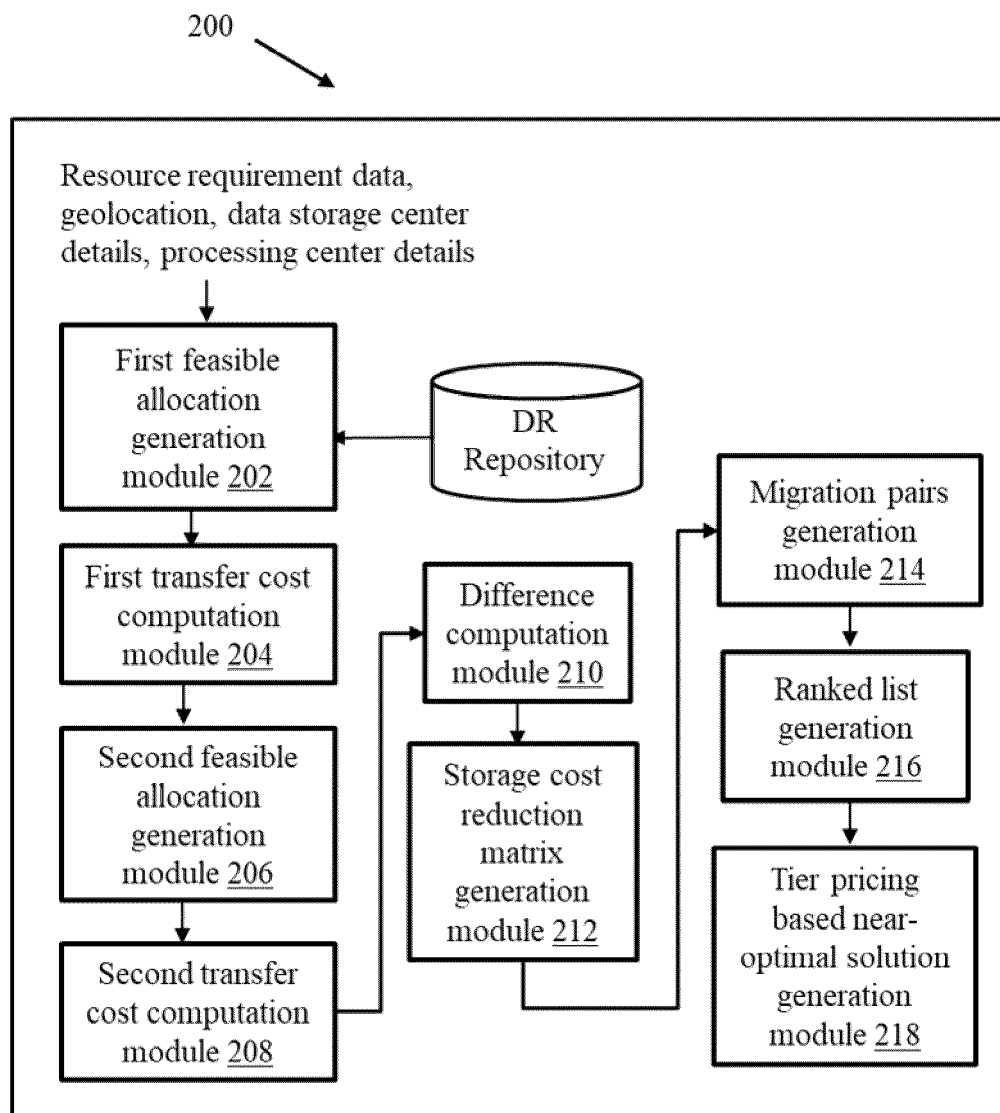 200
Resource requirement data,
geolocation, data storage center
details, processing center details
First feasible
allocation
generation
module 202
DR
Repository
First transfer cost
computation
module 204
Second feasible
allocation
generation
module 206
Second transfer
cost computation
module 208
Difference
computation
module 210
Storage cost
reduction
matrix
generation
module 212
Migration pairs
generation
module 214
Ranked list
generation
module 216
Tier pricing
based near-
optimal solution
generation
module 218